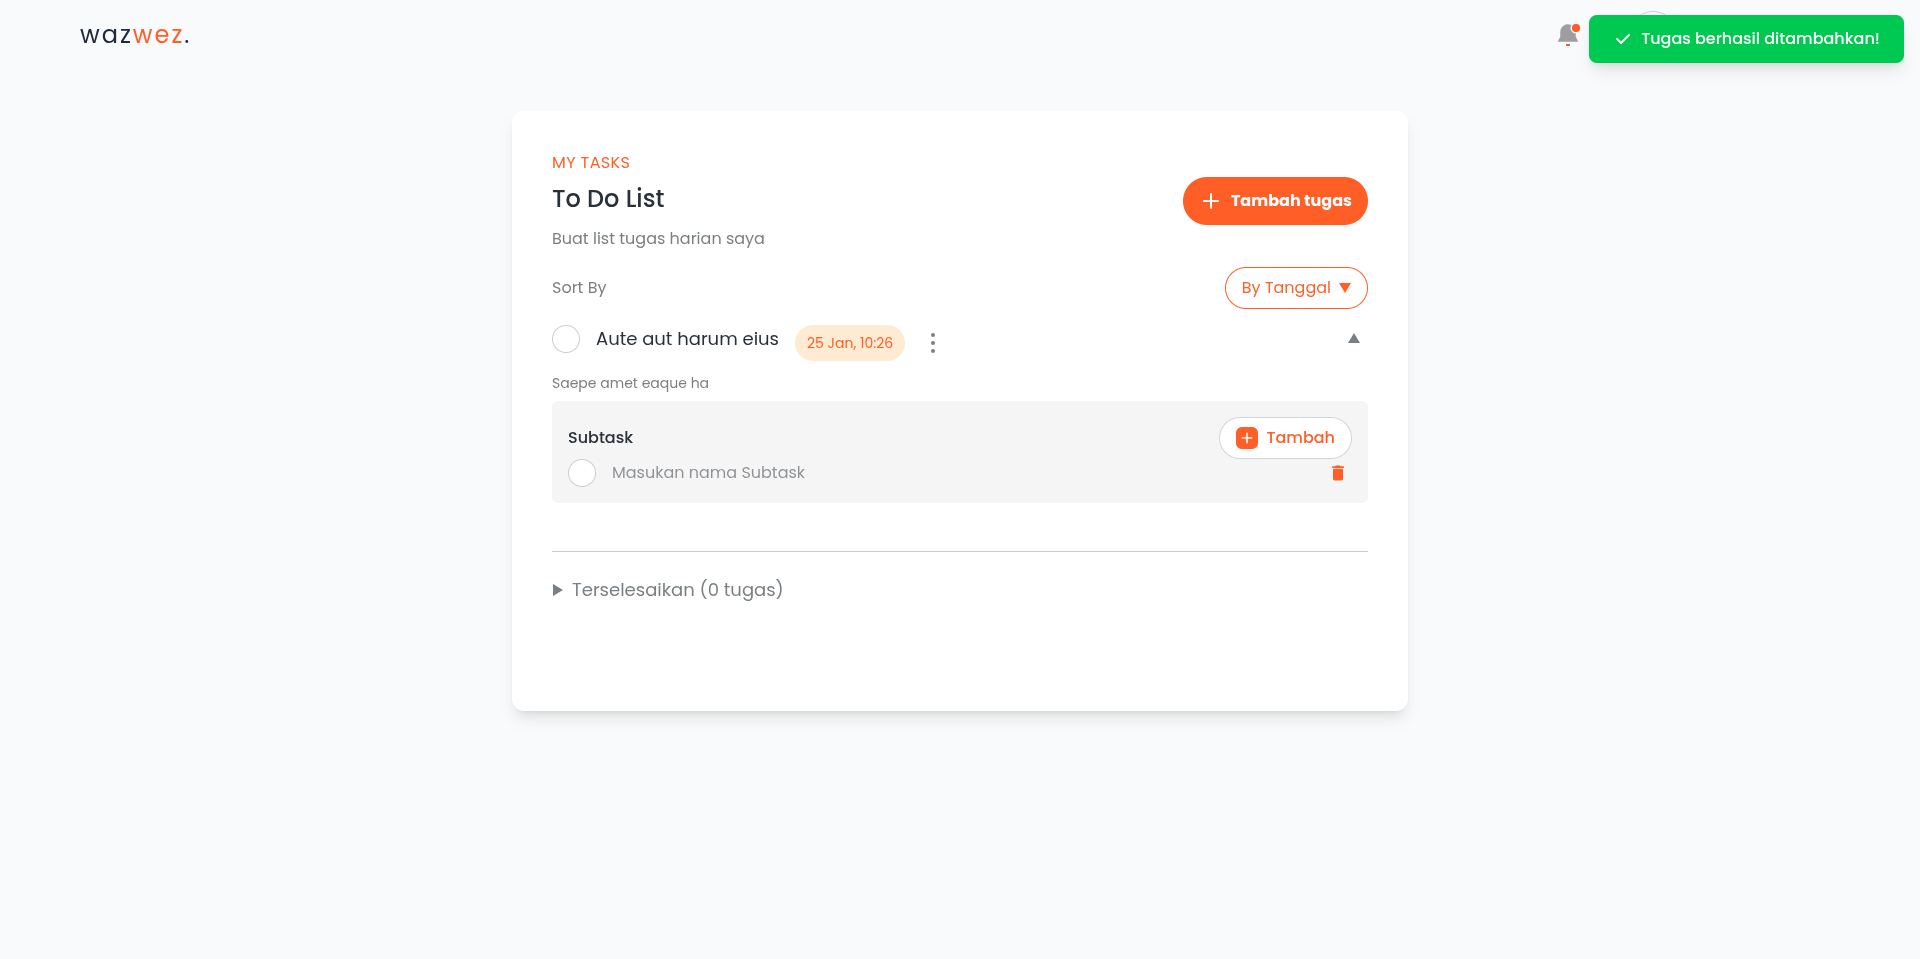 wazwez.
Tugas berhasil ditambahkan!
MY TASKS
To Do List
Tambah tugas
Buat list tugas harian saya
Sort By
By Tanggal
Aute aut harum eius
25 Jan, 10:26
Saepe amet eaque ha
Subtask
Tambah
Masukan nama Subtask
Terselesaikan (0 tugas)